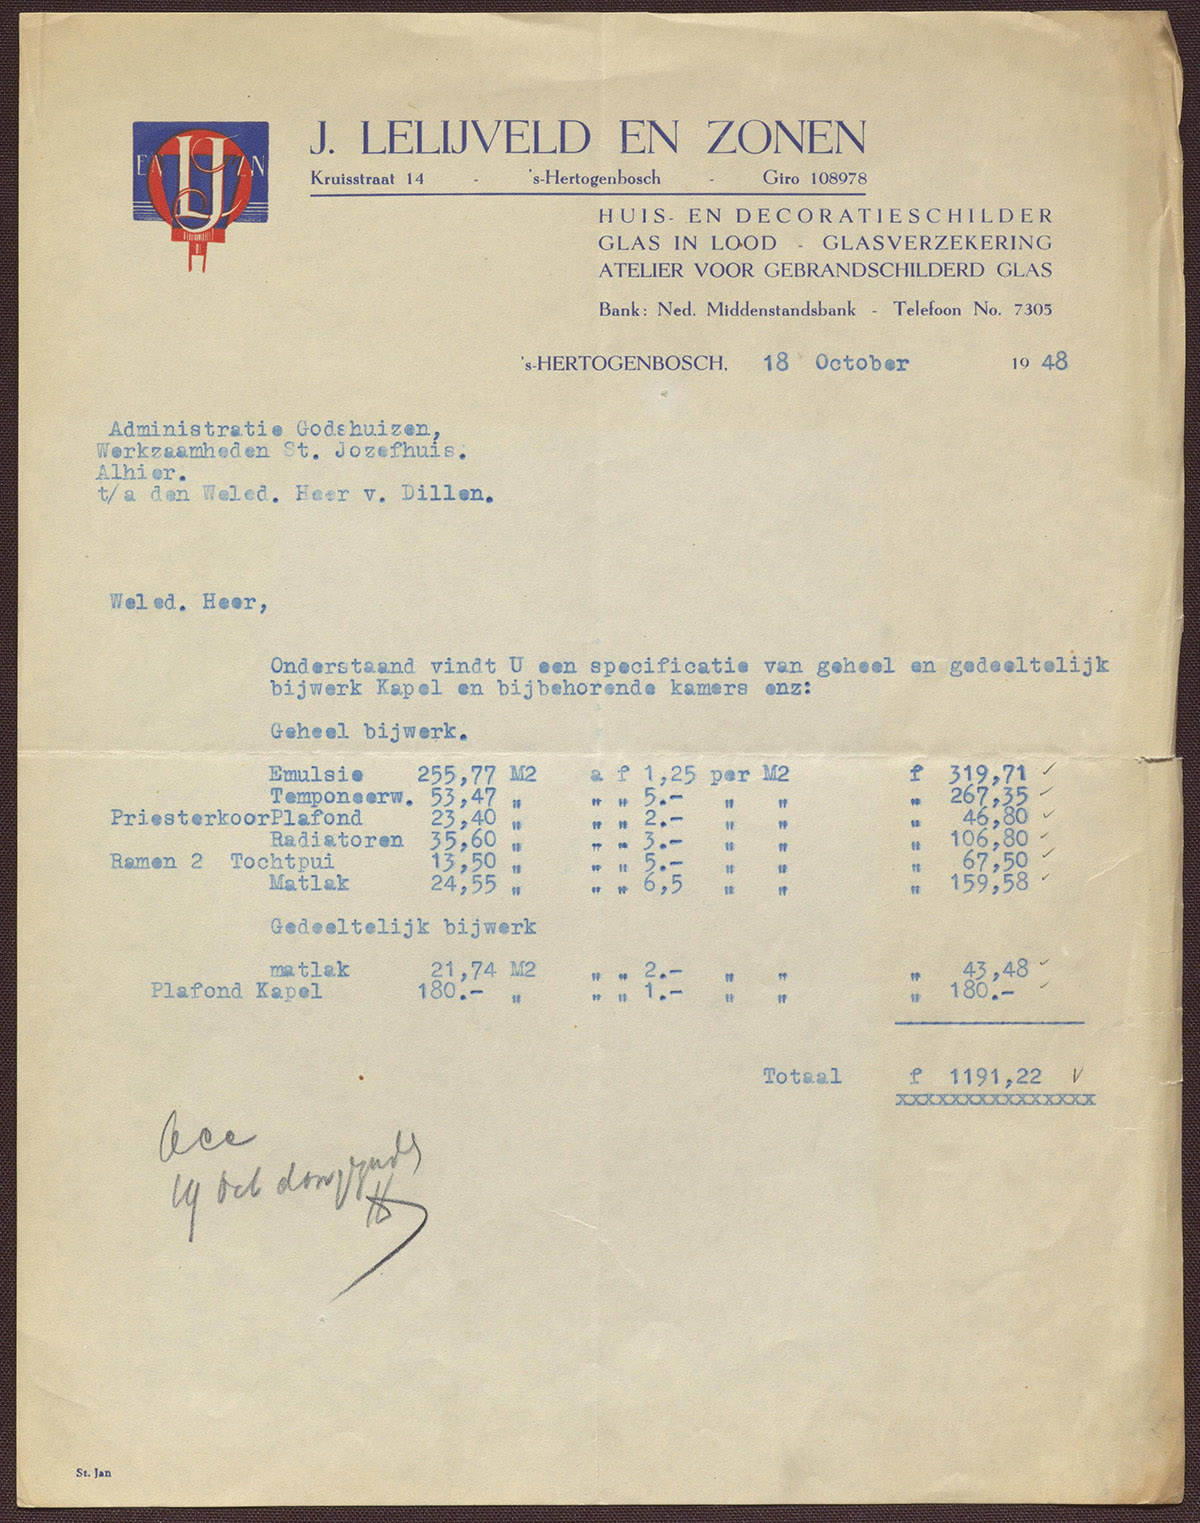 EN IJ ZN
J. LELIJVELD EN ZONEN
Kruisstraat 14 - 's-Hertogenbosch - Giro 108978
HUIS- EN DECORATIESCHILDER
GLAS IN LOOD - GLASVERZEKERING
ATELIER VOOR GEBRANDSCHILDERD GLAS
Bank: Ned. Middenstandsbank - Telefoon No. 7305
's-HERTOGENBOSCH, 18 October 1948
Administratie Godshuizen,
Werkzaamheden St. Jozefhuis.
Alhier.
t/a den Weled. Heer v. Dillen.
Weled. Heer,
Onderstaand vindt U een specificatie van geheel en gedeeltelijk
bijwerk Kapel en bijbehorende kamers enz:
Geheel bijwerk.
Emulsie 255,77 M2 a f 1,25 per M2 f 319,71 ✓
Temponeerw. 53,47 " " " 5.- " " " 267,35 ✓
PriesterkoorPlafond 23,40 " " " 2.- " " " 46,80 ✓
Radiatoren 35,60 " " " 3.- " " " 106,80 ✓
Ramen 2 Tochtpui 13,50 " " " 5.- " " " 67,50 ✓
Matlak 24,55 " " " 6,5 " " " 159,58 ✓
Gedeeltelijk bijwerk
matlak 21,74 M2 " " 2.- " " " 43,48 ✓
Plafond Kapel 180.- " " " 1.- " " " 180.- ✓
Totaal f 1191,22 ✓
xxxxxxxxxxxxxxx
Acc
19 Oct
St. Jan